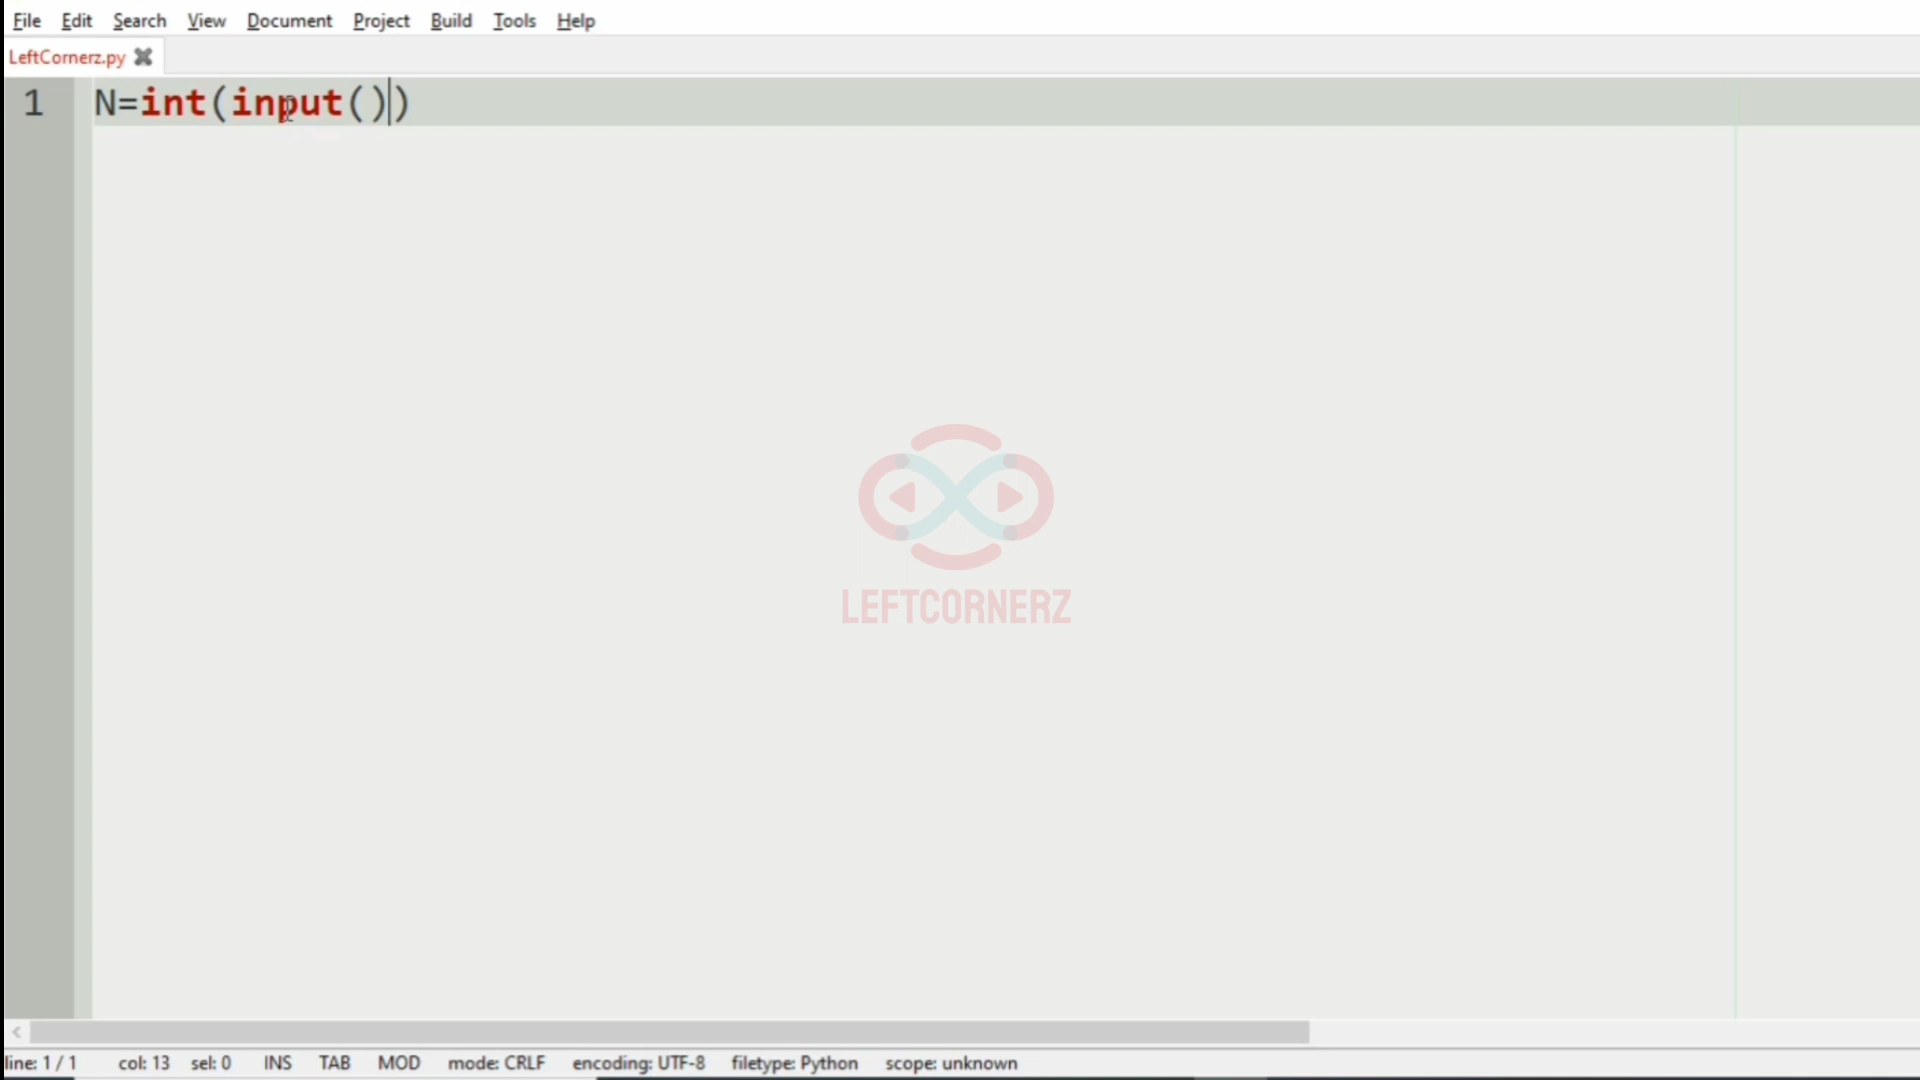 File Edit Search View Document Project Build Tools Help
LeftCornerz.py
1 N=int(input())
LEFTCORNERZ
line: 1 / 1 col: 13 sel: 0 INS TAB MOD mode: CRLF encoding: UTF-8 filetype: Python scope: unknown